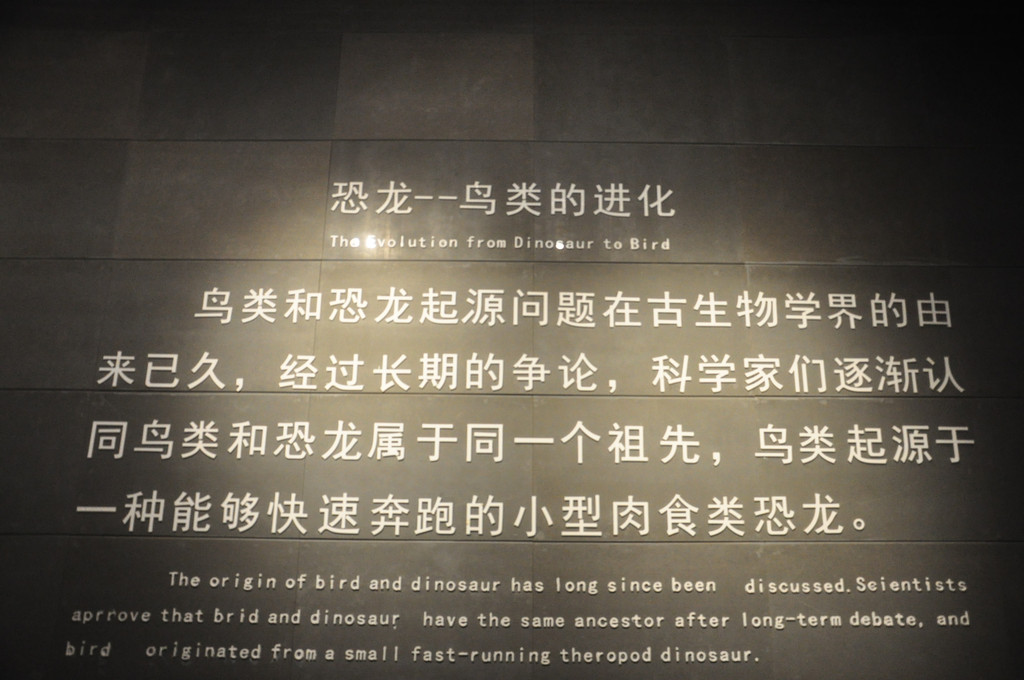 恐龙--鸟类的进化
The Evolution from Dinosaur to Bird
鸟类和恐龙起源问题在古生物学界的由
来已久，经过长期的争论，科学家们逐渐认
同鸟类和恐龙属于同一个祖先，鸟类起源于
一种能够快速奔跑的小型肉食类恐龙。
The origin of bird and dinosaur has long since been discussed. Scientists
aprrove that brid and dinosaur have the same ancestor after long-term debate, and
bird originated from a small fast-running theropod dinosaur.